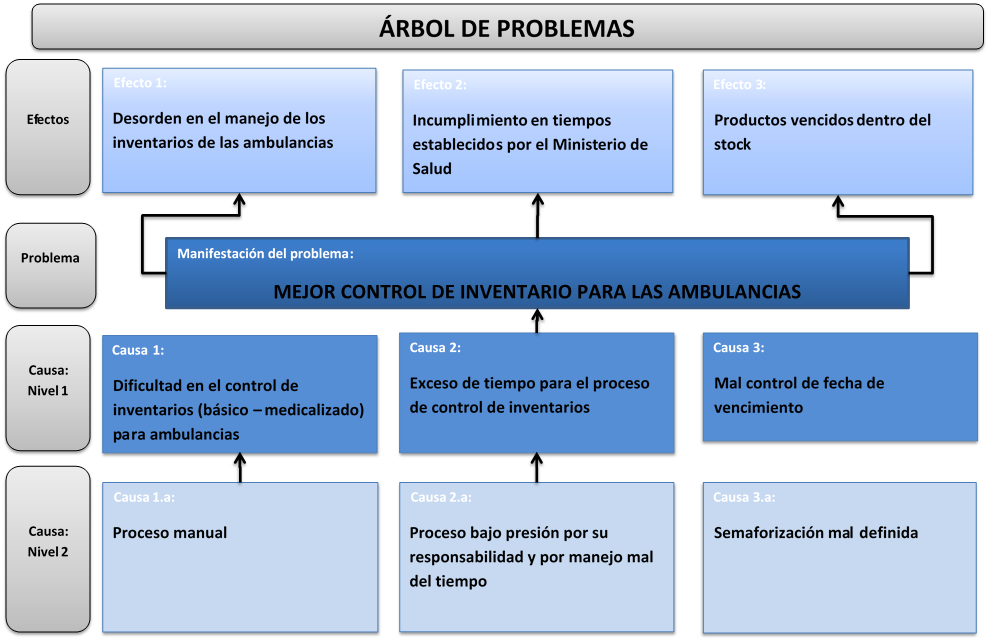 ÁRBOL DE PROBLEMAS
Efectos
Efecto 1:
Desorden en el manejo de los
inventarios de las ambulancias
Efecto 2:
Incumplimiento en tiempos
establecidos por el Ministerio de
Salud
Efecto 3:
Productos vencidos dentro del
stock
Problema
Manifestación del problema:
MEJOR CONTROL DE INVENTARIO PARA LAS AMBULANCIAS
Causa:
Nivel 1
Causa 1:
Dificultad en el control de
inventarios (básico – medicalizado)
para ambulancias
Causa 2:
Exceso de tiempo para el proceso
de control de inventarios
Causa 3:
Mal control de fecha de
vencimiento
Causa:
Nivel 2
Causa 1.a:
Proceso manual
Causa 2.a:
Proceso bajo presión por su
responsabilidad y por manejo mal
del tiempo
Causa 3.a:
Semaforización mal definida